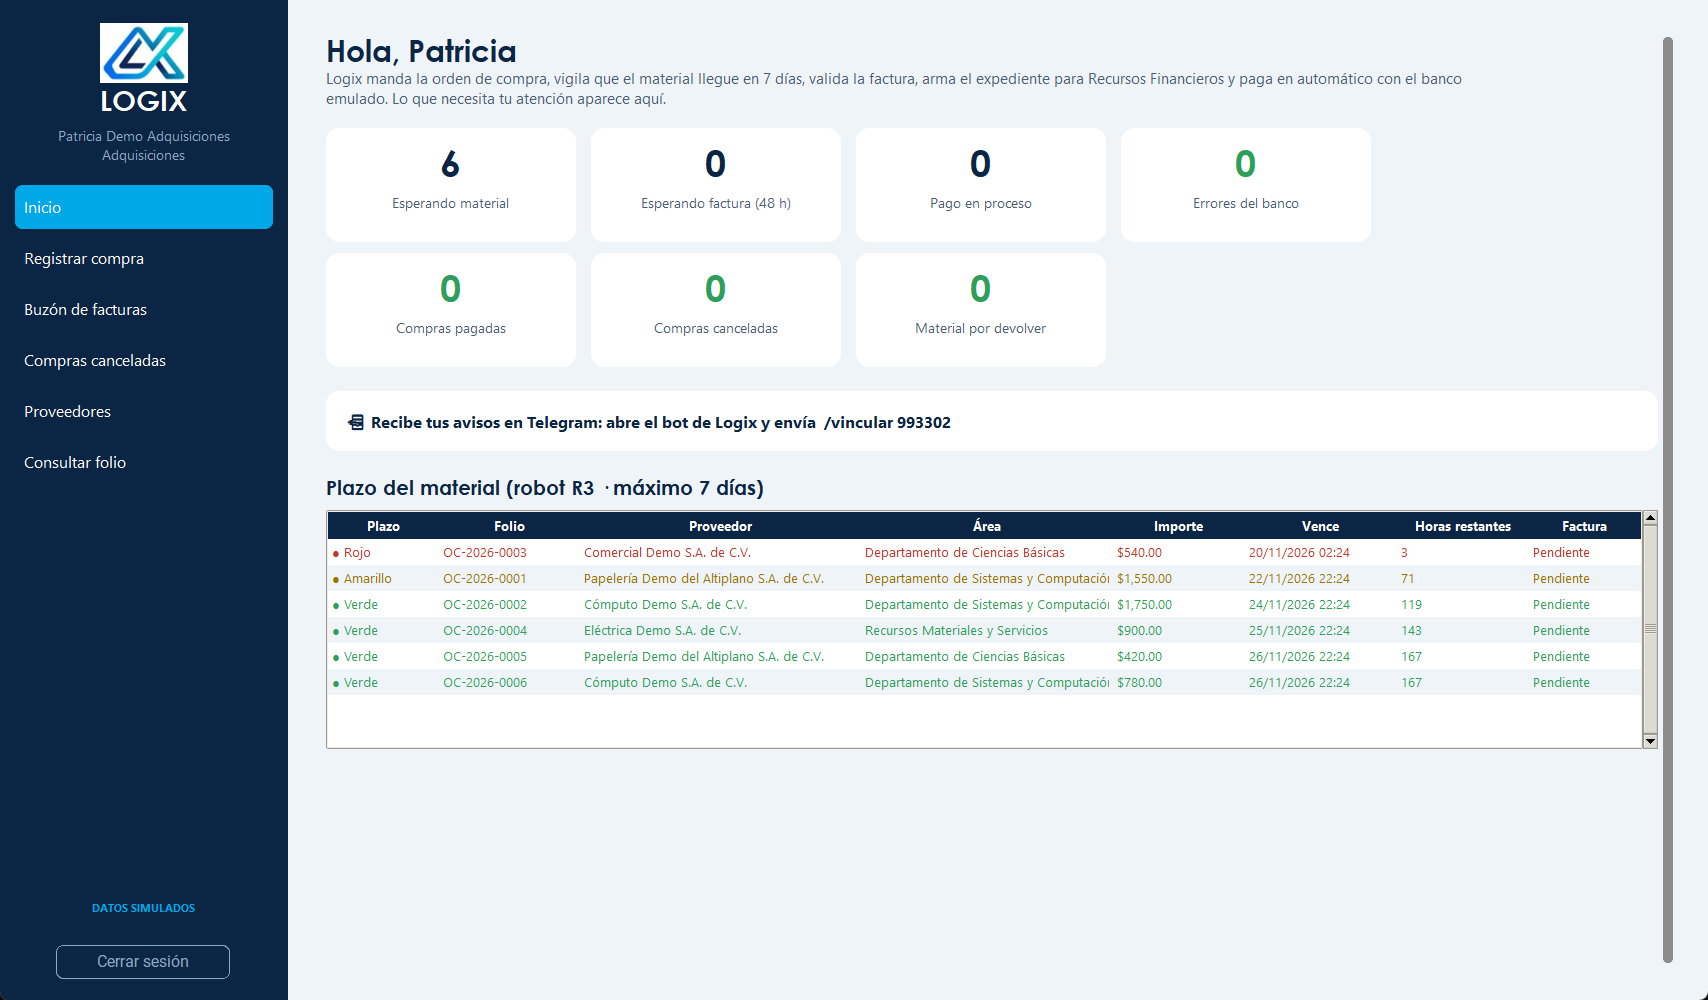 LOGIX
Patricia Demo Adquisiciones
Adquisiciones
Inicio
Registrar compra
Buzón de facturas
Compras canceladas
Proveedores
Consultar folio
DATOS SIMULADOS
Cerrar sesión
Hola, Patricia
Logix manda la orden de compra, vigila que el material llegue en 7 días, valida la factura, arma el expediente para Recursos Financieros y paga en automático con el banco
emulado. Lo que necesita tu atención aparece aquí.
6
Esperando material
0
Esperando factura (48 h)
0
Pago en proceso
0
Errores del banco
0
Compras pagadas
0
Compras canceladas
0
Material por devolver
Recibe tus avisos en Telegram: abre el bot de Logix y envía /vincular 993302
Plazo del material (robot R3 · máximo 7 días)
Plazo Folio Proveedor Área Importe Vence Horas restantes Factura
● Rojo OC-2026-0003 Comercial Demo S.A. de C.V. Departamento de Ciencias Básicas $540.00 20/11/2026 02:24 3 Pendiente
● Amarillo OC-2026-0001 Papelería Demo del Altiplano S.A. de C.V. Departamento de Sistemas y Computación $1,550.00 22/11/2026 22:24 71 Pendiente
● Verde OC-2026-0002 Cómputo Demo S.A. de C.V. Departamento de Sistemas y Computación $1,750.00 24/11/2026 22:24 119 Pendiente
● Verde OC-2026-0004 Eléctrica Demo S.A. de C.V. Recursos Materiales y Servicios $900.00 25/11/2026 22:24 143 Pendiente
● Verde OC-2026-0005 Papelería Demo del Altiplano S.A. de C.V. Departamento de Ciencias Básicas $420.00 26/11/2026 22:24 167 Pendiente
● Verde OC-2026-0006 Cómputo Demo S.A. de C.V. Departamento de Sistemas y Computación $780.00 26/11/2026 22:24 167 Pendiente